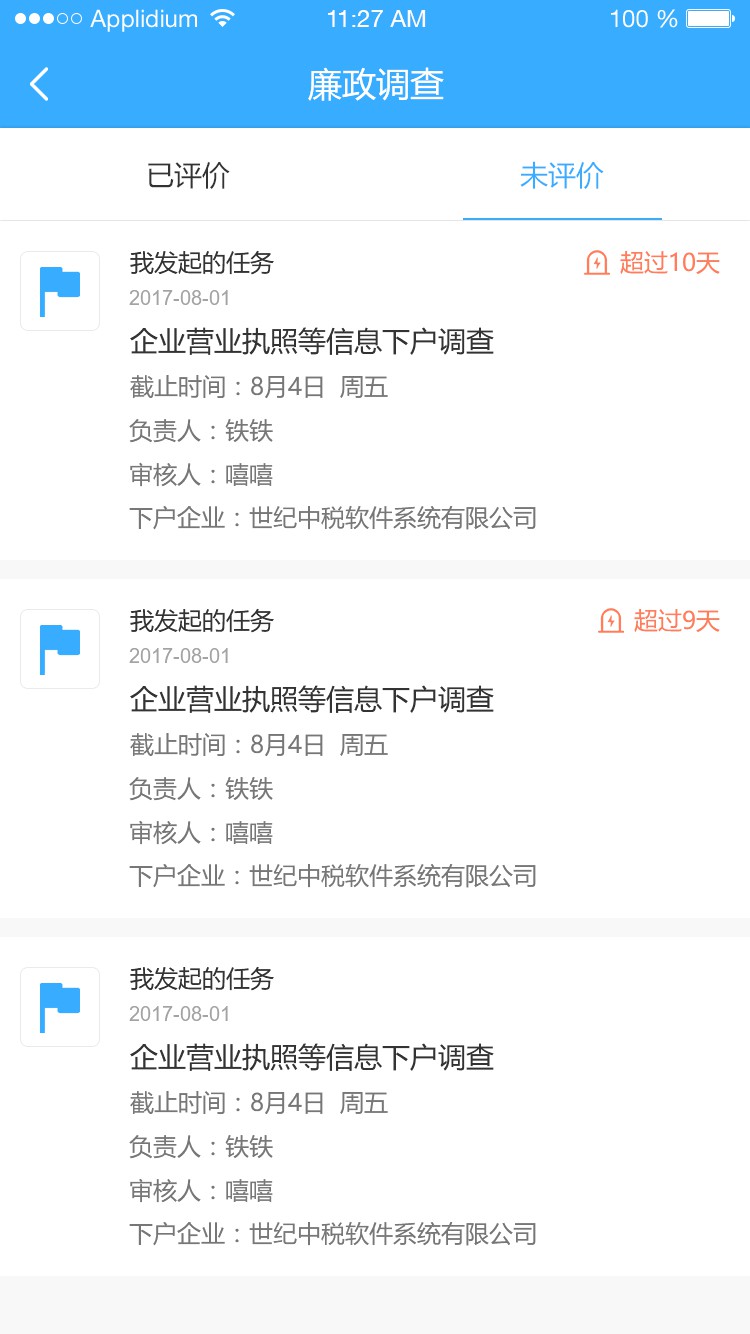 Applidium 11:27 AM 100 %
廉政调查
已评价 未评价
我发起的任务 超过10天
2017-08-01
企业营业执照等信息下户调查
截止时间：8月4日 周五
负责人：铁铁
审核人：嘻嘻
下户企业：世纪中税软件系统有限公司
我发起的任务 超过9天
2017-08-01
企业营业执照等信息下户调查
截止时间：8月4日 周五
负责人：铁铁
审核人：嘻嘻
下户企业：世纪中税软件系统有限公司
我发起的任务
2017-08-01
企业营业执照等信息下户调查
截止时间：8月4日 周五
负责人：铁铁
审核人：嘻嘻
下户企业：世纪中税软件系统有限公司